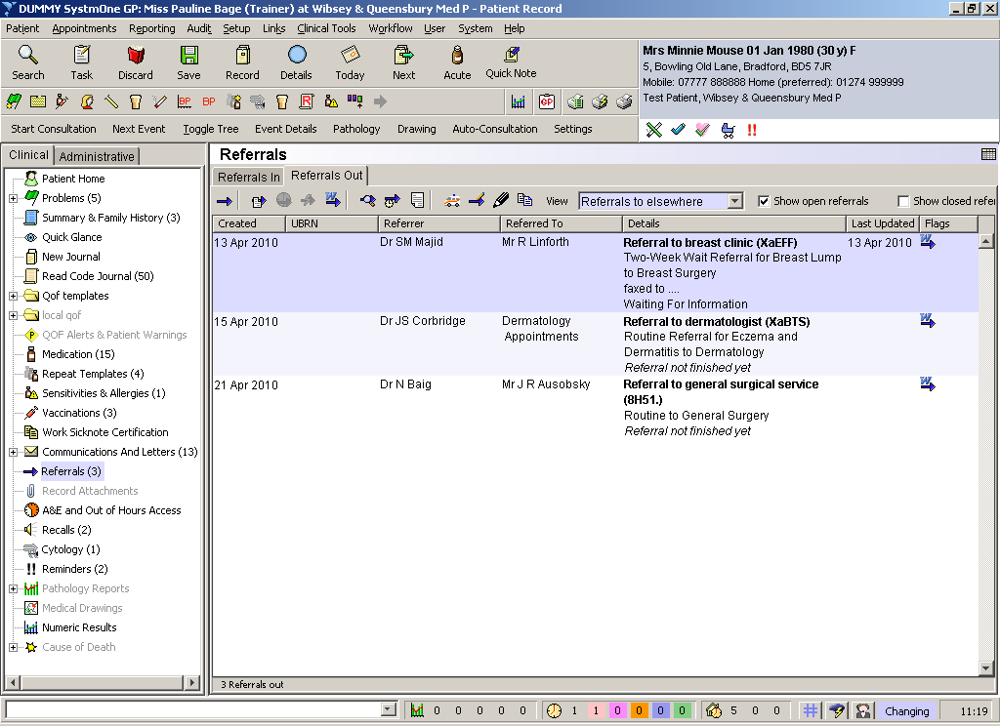 DUMMY SystmOne GP: Miss Pauline Bage (Trainer) at Wibsey & Queensbury Med P - Patient Record
Patient Appointments Reporting Audit Setup Links Clinical Tools Workflow User System Help
Search Task Discard Save Record Details Today Next Acute Quick Note
Mrs Minnie Mouse 01 Jan 1980 (30 y) F
5, Bowling Old Lane, Bradford, BD5 7JR
Mobile: 07777 888888 Home (preferred): 01274 999999
Test Patient, Wibsey & Queensbury Med P
BP BP R GP
Start Consultation Next Event Toggle Tree Event Details Pathology Drawing Auto-Consultation Settings
!!
Clinical Administrative
Patient Home
Problems (5)
Summary & Family History (3)
Quick Glance
New Journal
Read Code Journal (50)
Qof templates
local qof
P QOF Alerts & Patient Warnings
Medication (15)
Repeat Templates (4)
Sensitivities & Allergies (1)
Vaccinations (3)
Work Sicknote Certification
Communications And Letters (13)
Referrals (3)
Record Attachments
A&E and Out of Hours Access
Recalls (2)
Cytology (1)
!! Reminders (2)
Pathology Reports
Medical Drawings
Numeric Results
Cause of Death
Referrals
Referrals In Referrals Out
W View Referrals to elsewhere Show open referrals Show closed refe
Created UBRN Referrer Referred To Details Last Updated Flags
13 Apr 2010 Dr SM Majid Mr R Linforth Referral to breast clinic (XaEFF) 13 Apr 2010 W
Two-Week Wait Referral for Breast Lump
to Breast Surgery
faxed to ....
Waiting For Information
15 Apr 2010 Dr JS Corbridge Dermatology Referral to dermatologist (XaBTS) W
Appointments Routine Referral for Eczema and
Dermatitis to Dermatology
Referral not finished yet
21 Apr 2010 Dr N Baig Mr J R Ausobsky Referral to general surgical service W
(8H51.)
Routine to General Surgery
Referral not finished yet
3 Referrals out
0 0 0 0 0 1 1 0 0 0 0 5 0 0 Changing 11:19